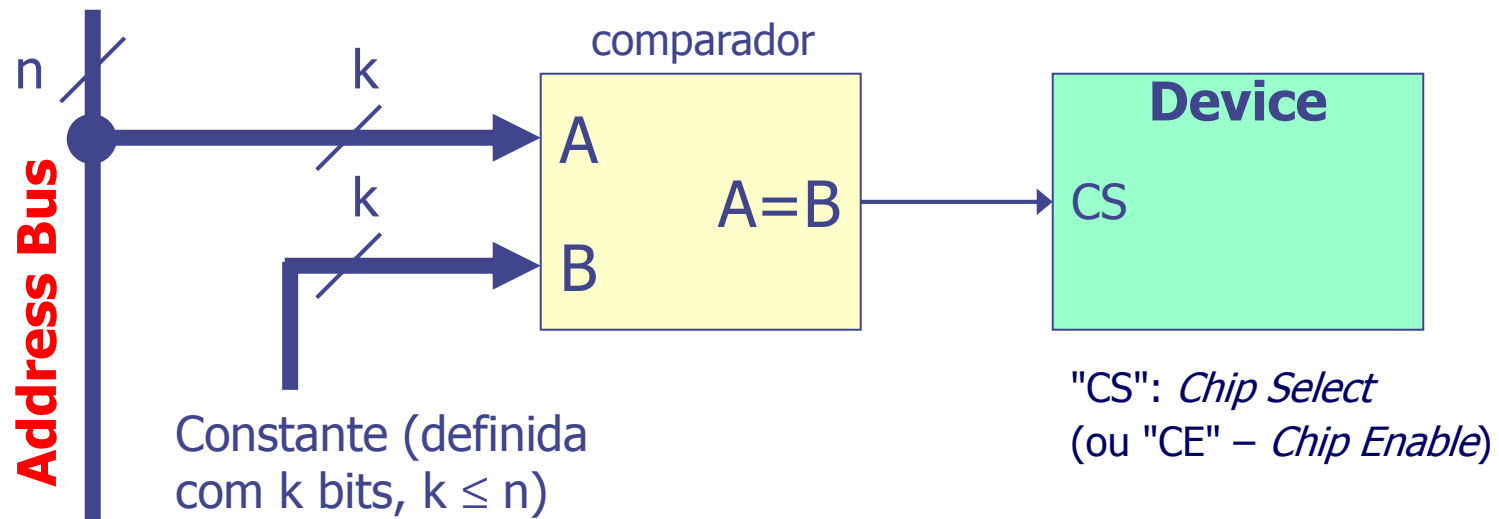 comparador
n
k
Device
A
k
A=B
CS
B
Address Bus
"CS": Chip Select
(ou "CE" – Chip Enable)
Constante (definida
com k bits, k ≤ n)